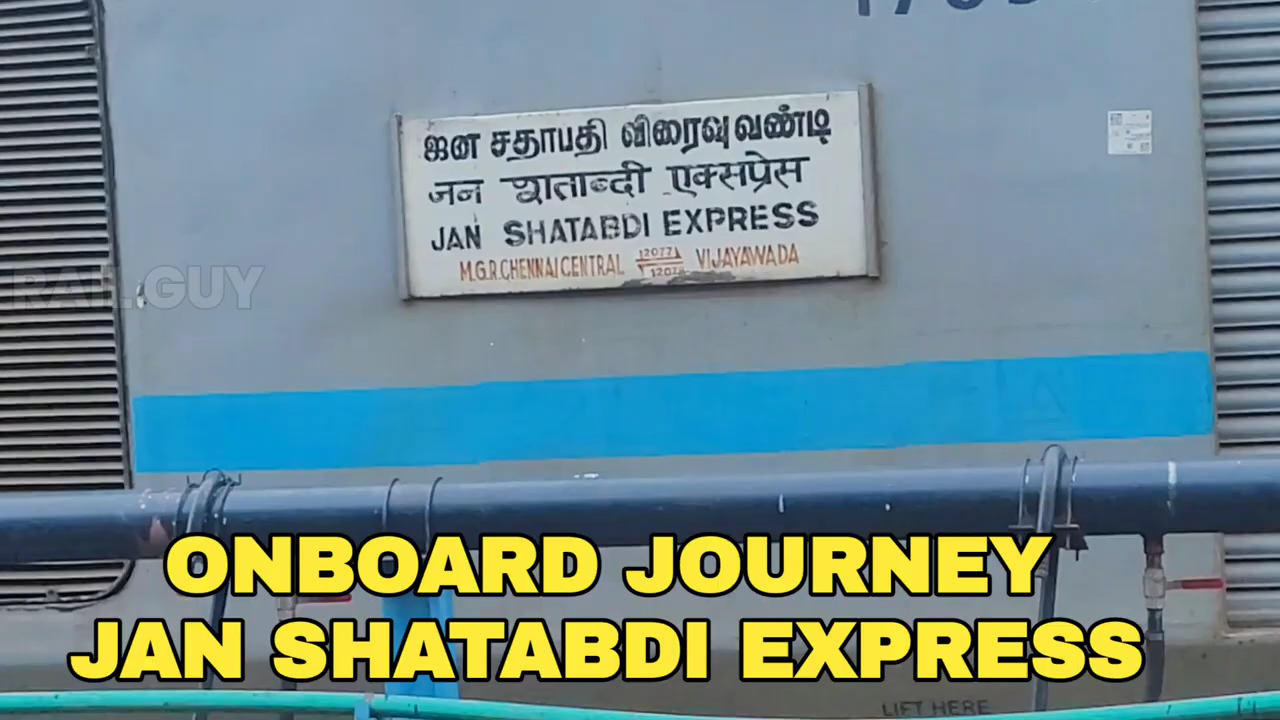 ஜன சதாபதி விரைவு வண்டி
जन शताब्दी एक्सप्रेस
JAN SHATABDI EXPRESS
M.G.R.CHENNAI CENTRAL 12077 VIJAYAWADA
RAIL.GUY
ONBOARD JOURNEY
JAN SHATABDI EXPRESS
LIFT HERE